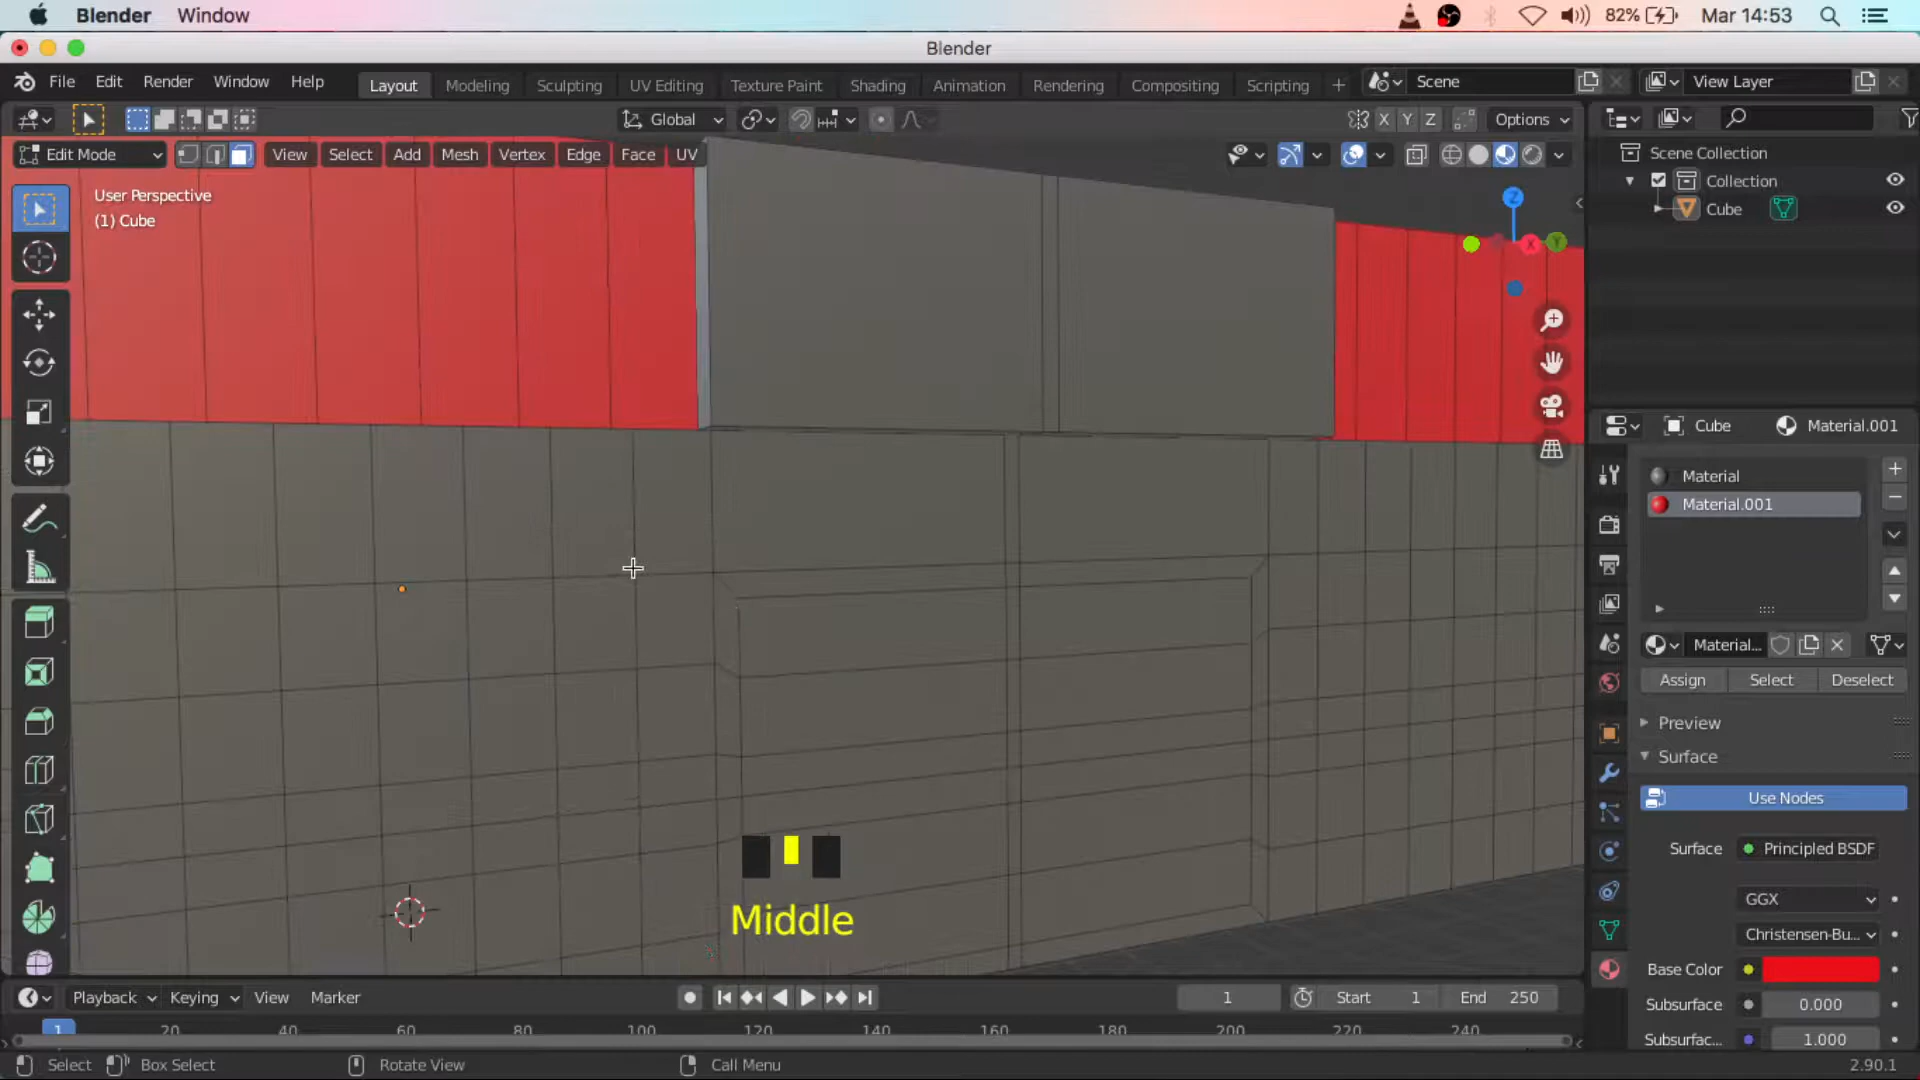 Blender Window 82% Mar 14:53
Blender
File Edit Render Window Help Layout Modeling Sculpting UV Editing Texture Paint Shading Animation Rendering Compositing Scripting + Scene View Layer
Global X Y Z Options
Edit Mode View Select Add Mesh Vertex Edge Face UV
Scene Collection
Collection
Cube
User Perspective
(1) Cube
Z
X
Y
Cube Material.001
Material
Material.001
Material...
Assign Select Deselect
Preview
Surface
Use Nodes
Surface Principled BSDF
GGX
Christensen-Bu...
Base Color
Subsurface 0.000
Subsurfac... 1.000
Middle
Playback Keying View Marker 1 Start 1 End 250
1 20 40 60 80 100 120 140 160 180 200 220 240
Select Box Select Rotate View Call Menu 2.90.1